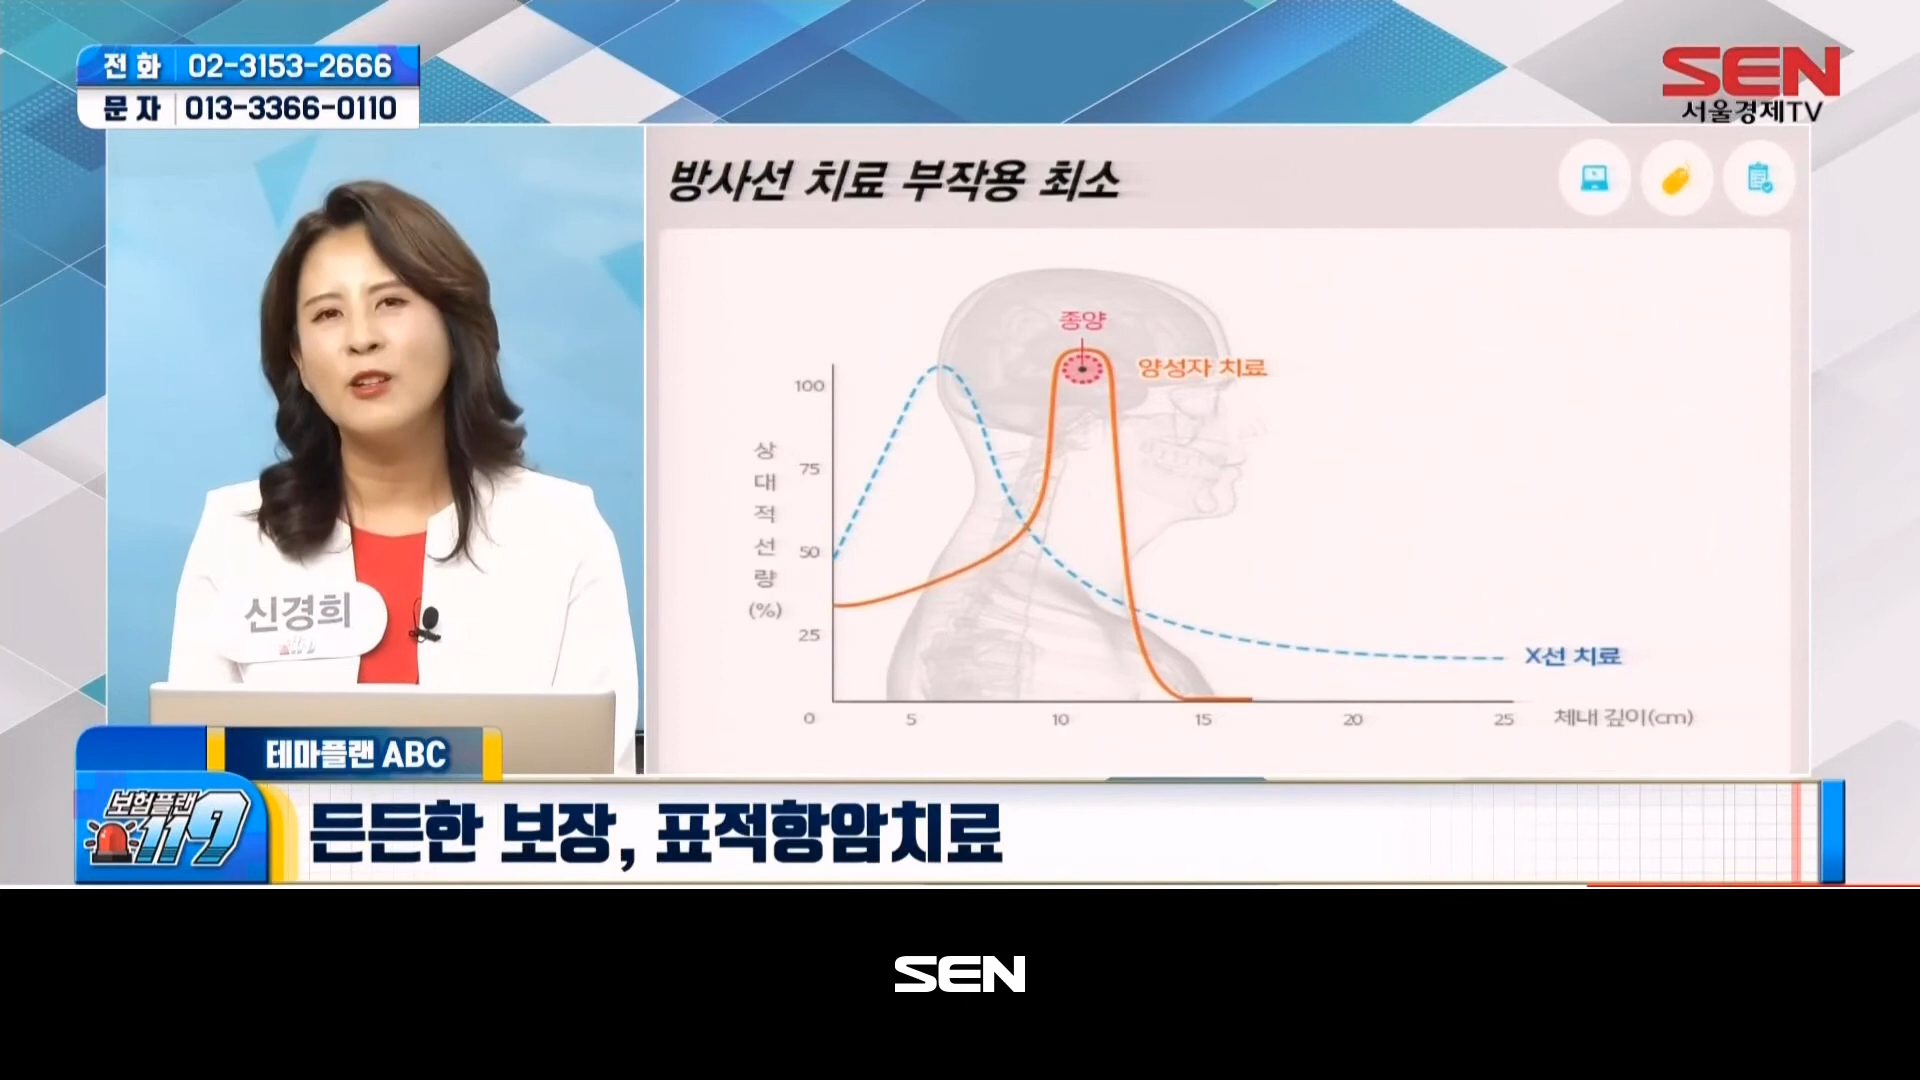 전화 02-3153-2666
문자 013-3366-0110
SEN
서울경제TV
방사선 치료 부작용 최소
종양
양성자 치료
100
75
50
25
상대적선량(%)
X선 치료
0 5 10 15 20 25 체내 깊이(cm)
신경희
테마플랜 ABC
보험플랜
119
든든한 보장, 표적항암치료
SEN